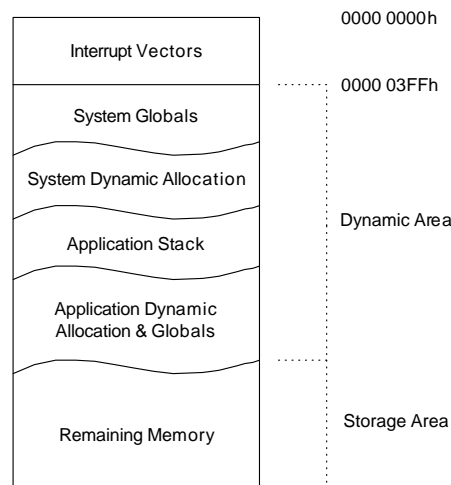 0000 0000h
Interrupt Vectors
0000 03FFh
System Globals
System Dynamic Allocation
Dynamic Area
Application Stack
Application Dynamic
Allocation & Globals
Storage Area
Remaining Memory